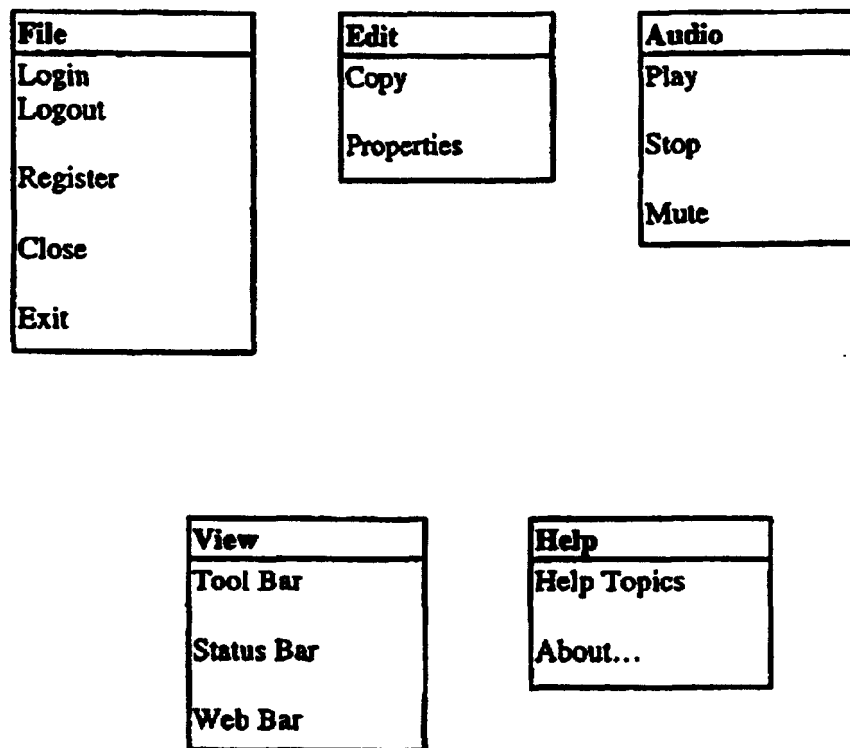 File
Login
Logout
Register
Close
Exit
Edit
Copy
Properties
Audio
Play
Stop
Mute
View
Tool Bar
Status Bar
Web Bar
Help
Help Topics
About...